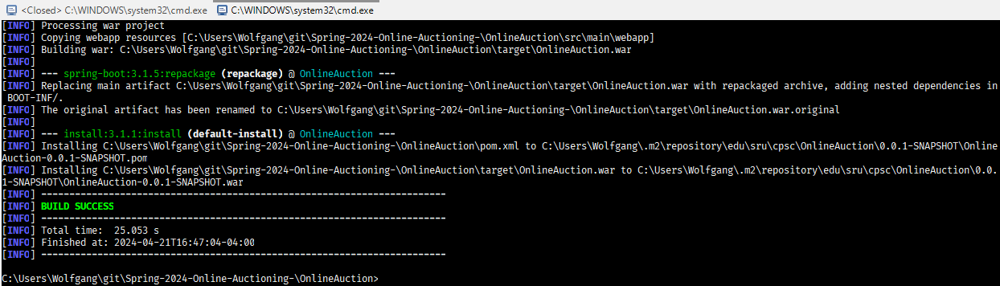 <Closed> C:\WINDOWS\system32\cmd.exe C:\WINDOWS\system32\cmd.exe
[INFO] Processing war project
[INFO] Copying webapp resources [C:\Users\Wolfgang\git\Spring-2024-Online-Auctioning-\OnlineAuction\src\main\webapp]
[INFO] Building war: C:\Users\Wolfgang\git\Spring-2024-Online-Auctioning-\OnlineAuction\target\OnlineAuction.war
[INFO]
[INFO] --- spring-boot:3.1.5:repackage (repackage) @ OnlineAuction ---
[INFO] Replacing main artifact C:\Users\Wolfgang\git\Spring-2024-Online-Auctioning-\OnlineAuction\target\OnlineAuction.war with repackaged archive, adding nested dependencies in
BOOT-INF/.
[INFO] The original artifact has been renamed to C:\Users\Wolfgang\git\Spring-2024-Online-Auctioning-\OnlineAuction\target\OnlineAuction.war.original
[INFO]
[INFO] --- install:3.1.1:install (default-install) @ OnlineAuction ---
[INFO] Installing C:\Users\Wolfgang\git\Spring-2024-Online-Auctioning-\OnlineAuction\pom.xml to C:\Users\Wolfgang\.m2\repository\edu\sru\cpsc\OnlineAuction\0.0.1-SNAPSHOT\Online
Auction-0.0.1-SNAPSHOT.pom
[INFO] Installing C:\Users\Wolfgang\git\Spring-2024-Online-Auctioning-\OnlineAuction\target\OnlineAuction.war to C:\Users\Wolfgang\.m2\repository\edu\sru\cpsc\OnlineAuction\0.0.
1-SNAPSHOT\OnlineAuction-0.0.1-SNAPSHOT.war
[INFO] ------------------------------------------------------------------------
[INFO] BUILD SUCCESS
[INFO] ------------------------------------------------------------------------
[INFO] Total time:  25.053 s
[INFO] Finished at: 2024-04-21T16:47:04-04:00
[INFO] ------------------------------------------------------------------------
C:\Users\Wolfgang\git\Spring-2024-Online-Auctioning-\OnlineAuction>